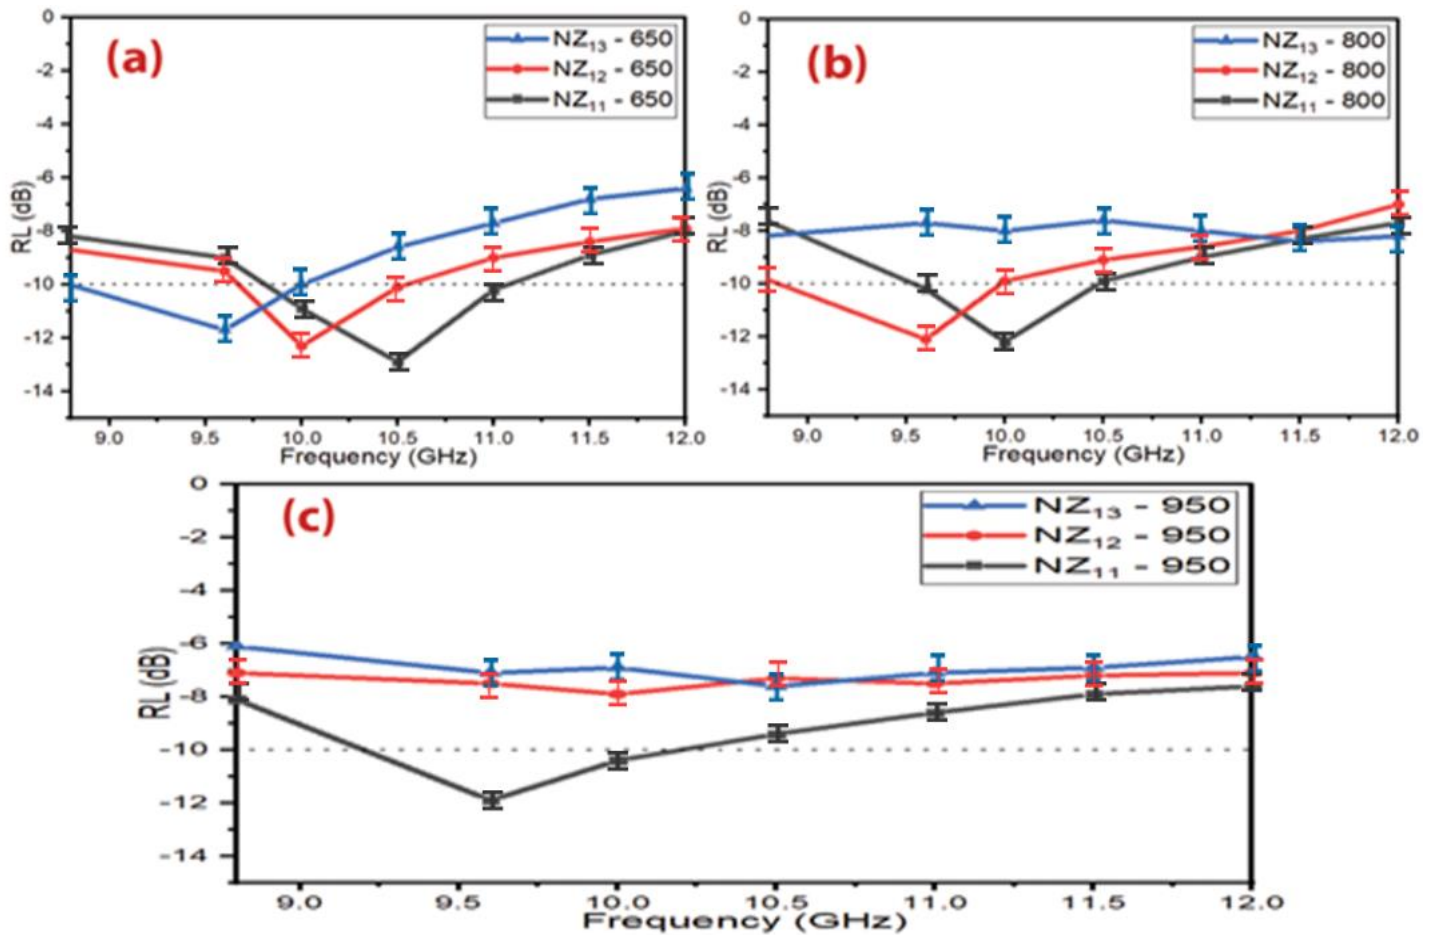 (a)
NZ13 - 650
NZ12 - 650
NZ11 - 650
0
-2
-4
-6
-8
-10
-12
-14
RL (dB)
9.0 9.5 10.0 10.5 11.0 11.5 12.0
Frequency (GHz)
(b)
NZ13 - 800
NZ12 - 800
NZ11 - 800
0
-2
-4
-6
-8
-10
-12
-14
RL (dB)
9.0 9.5 10.0 10.5 11.0 11.5 12.0
Frequency (GHz)
(c)
NZ13 - 950
NZ12 - 950
NZ11 - 950
0
-2
-4
-6
-8
-10
-12
-14
RL (dB)
9.0 9.5 10.0 10.5 11.0 11.5 12.0
Frequency (GHz)